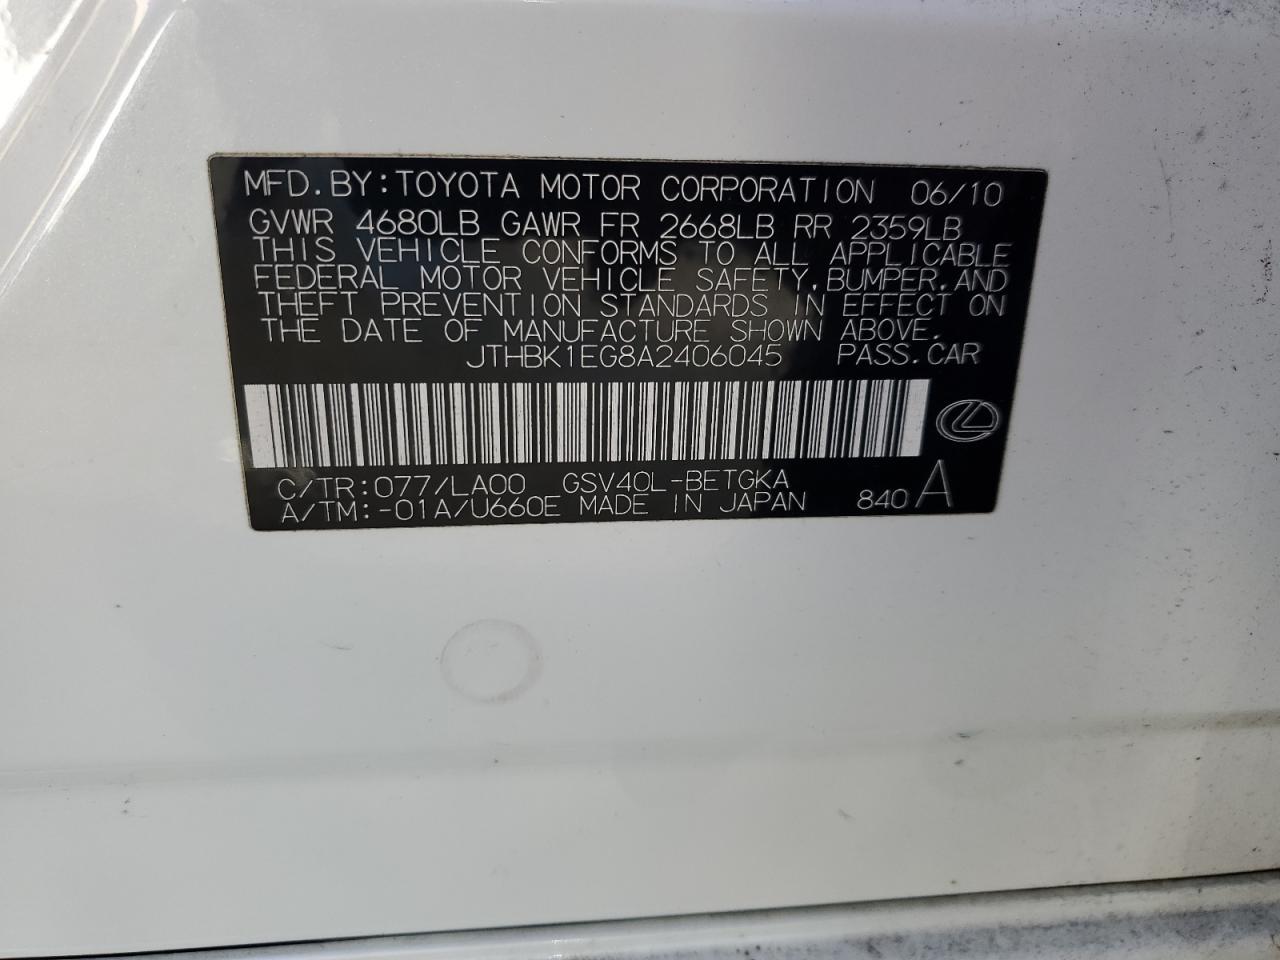 MFD.BY:TOYOTA MOTOR CORPORATION 06/10
GVWR 4680LB GAWR FR 2668LB RR 2359LB
THIS VEHICLE CONFORMS TO ALL APPLICABLE
FEDERAL MOTOR VEHICLE SAFETY,BUMPER,AND
THEFT PREVENTION STANDARDS IN EFFECT ON
THE DATE OF MANUFACTURE SHOWN ABOVE.
JTHBK1EG8A2406045 PASS.CAR
C/TR:077/LA00 GSV40L-BETGKA
A/TM:-01A/U660E MADE IN JAPAN 840 A